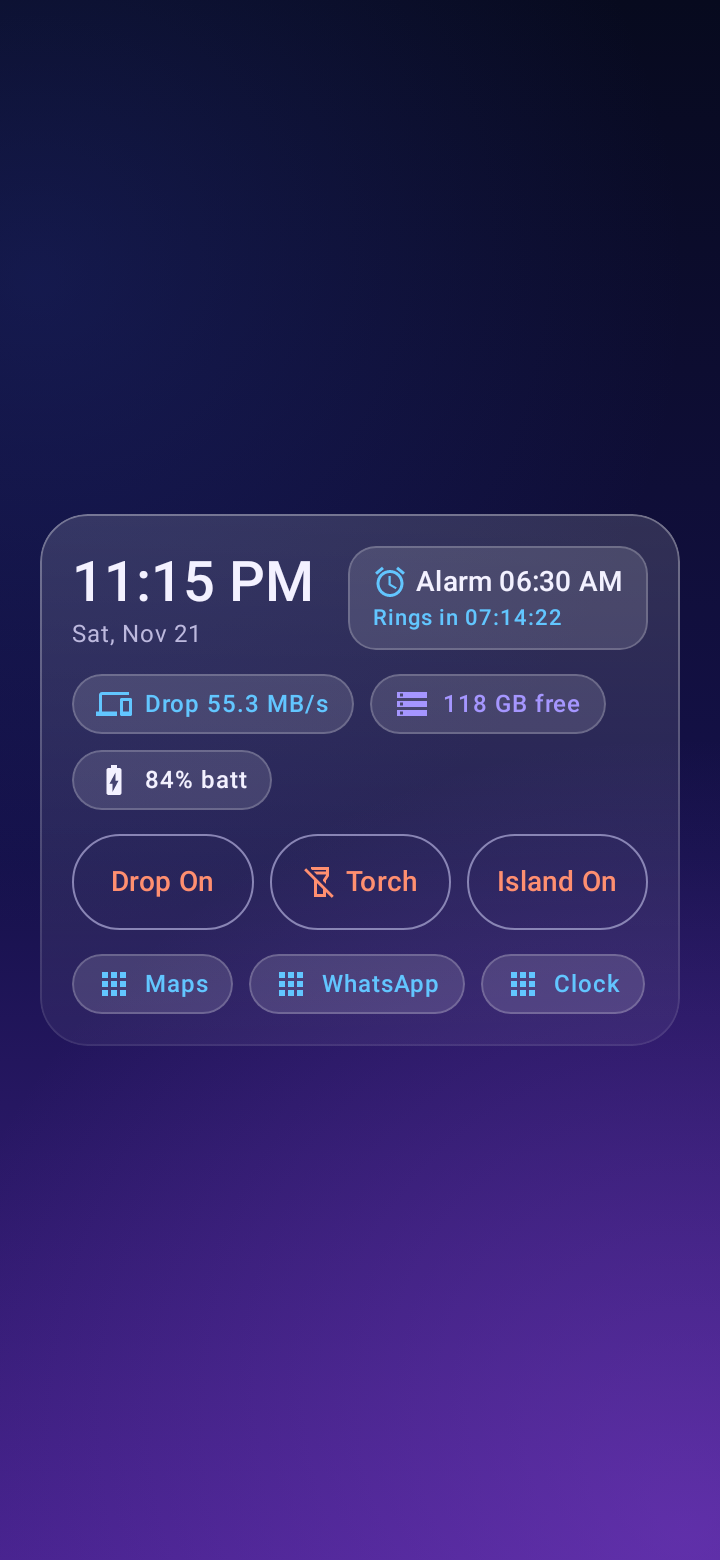 11:15 PM
Sat, Nov 21
Alarm 06:30 AM
Rings in 07:14:22
Drop 55.3 MB/s
118 GB free
84% batt
Drop On
Torch
Island On
Maps
WhatsApp
Clock